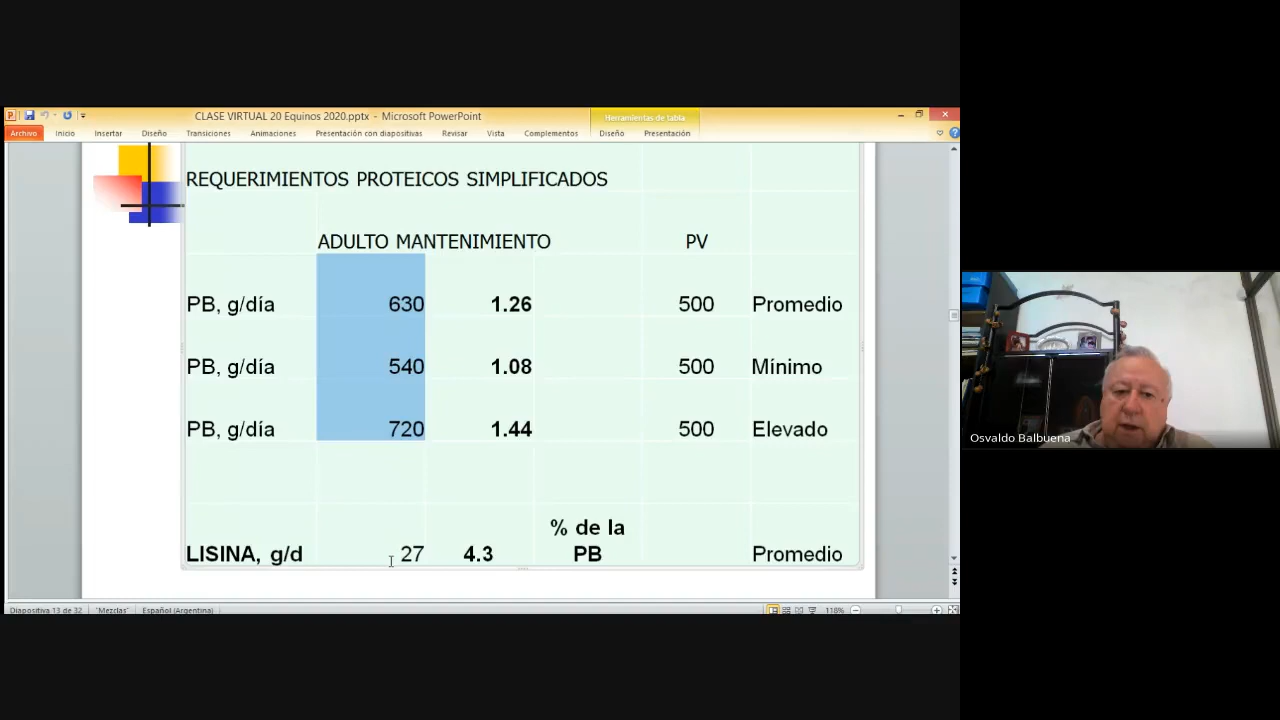 CLASE VIRTUAL 20 Equinos 2020.pptx - Microsoft PowerPoint
Herramientas de tabla
Archivo Inicio Insertar Diseño Transiciones Animaciones Presentación con diapositivas Revisar Vista Complementos Diseño Presentación
REQUERIMIENTOS PROTEICOS SIMPLIFICADOS
ADULTO MANTENIMIENTO PV
PB, g/día 630 1.26 500 Promedio
PB, g/día 540 1.08 500 Mínimo
PB, g/día 720 1.44 500 Elevado
% de la
LISINA, g/d 27 4.3 PB Promedio
Osvaldo Balbuena
Diapositiva 13 de 32 "Mezclas" Español (Argentina) 118%